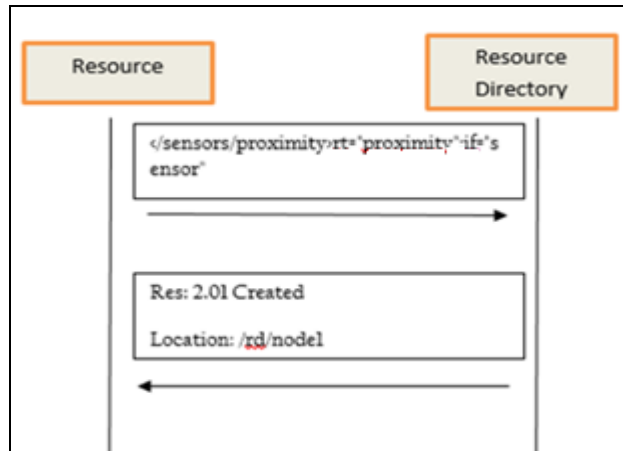 Resource
Resource
Directory
</sensors/proximity>rt="proximity" if="s
ensor"
Res: 2.01 Created
Location: /rd/node1